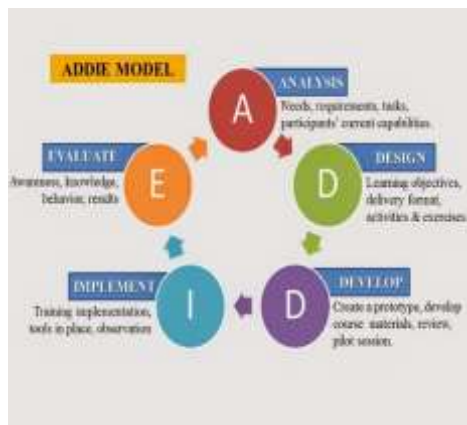 ADDIE MODEL
A
ANALYSIS
Needs, requirements, tasks,
participants' current capabilities.
D
DESIGN
Learning objectives,
delivery format,
activities & exercises
D
DEVELOP
Create a prototype, develop
course materials, review,
pilot session.
I
IMPLEMENT
Training implementation,
tools in place, observation
E
EVALUATE
Awareness, knowledge,
behavior, results